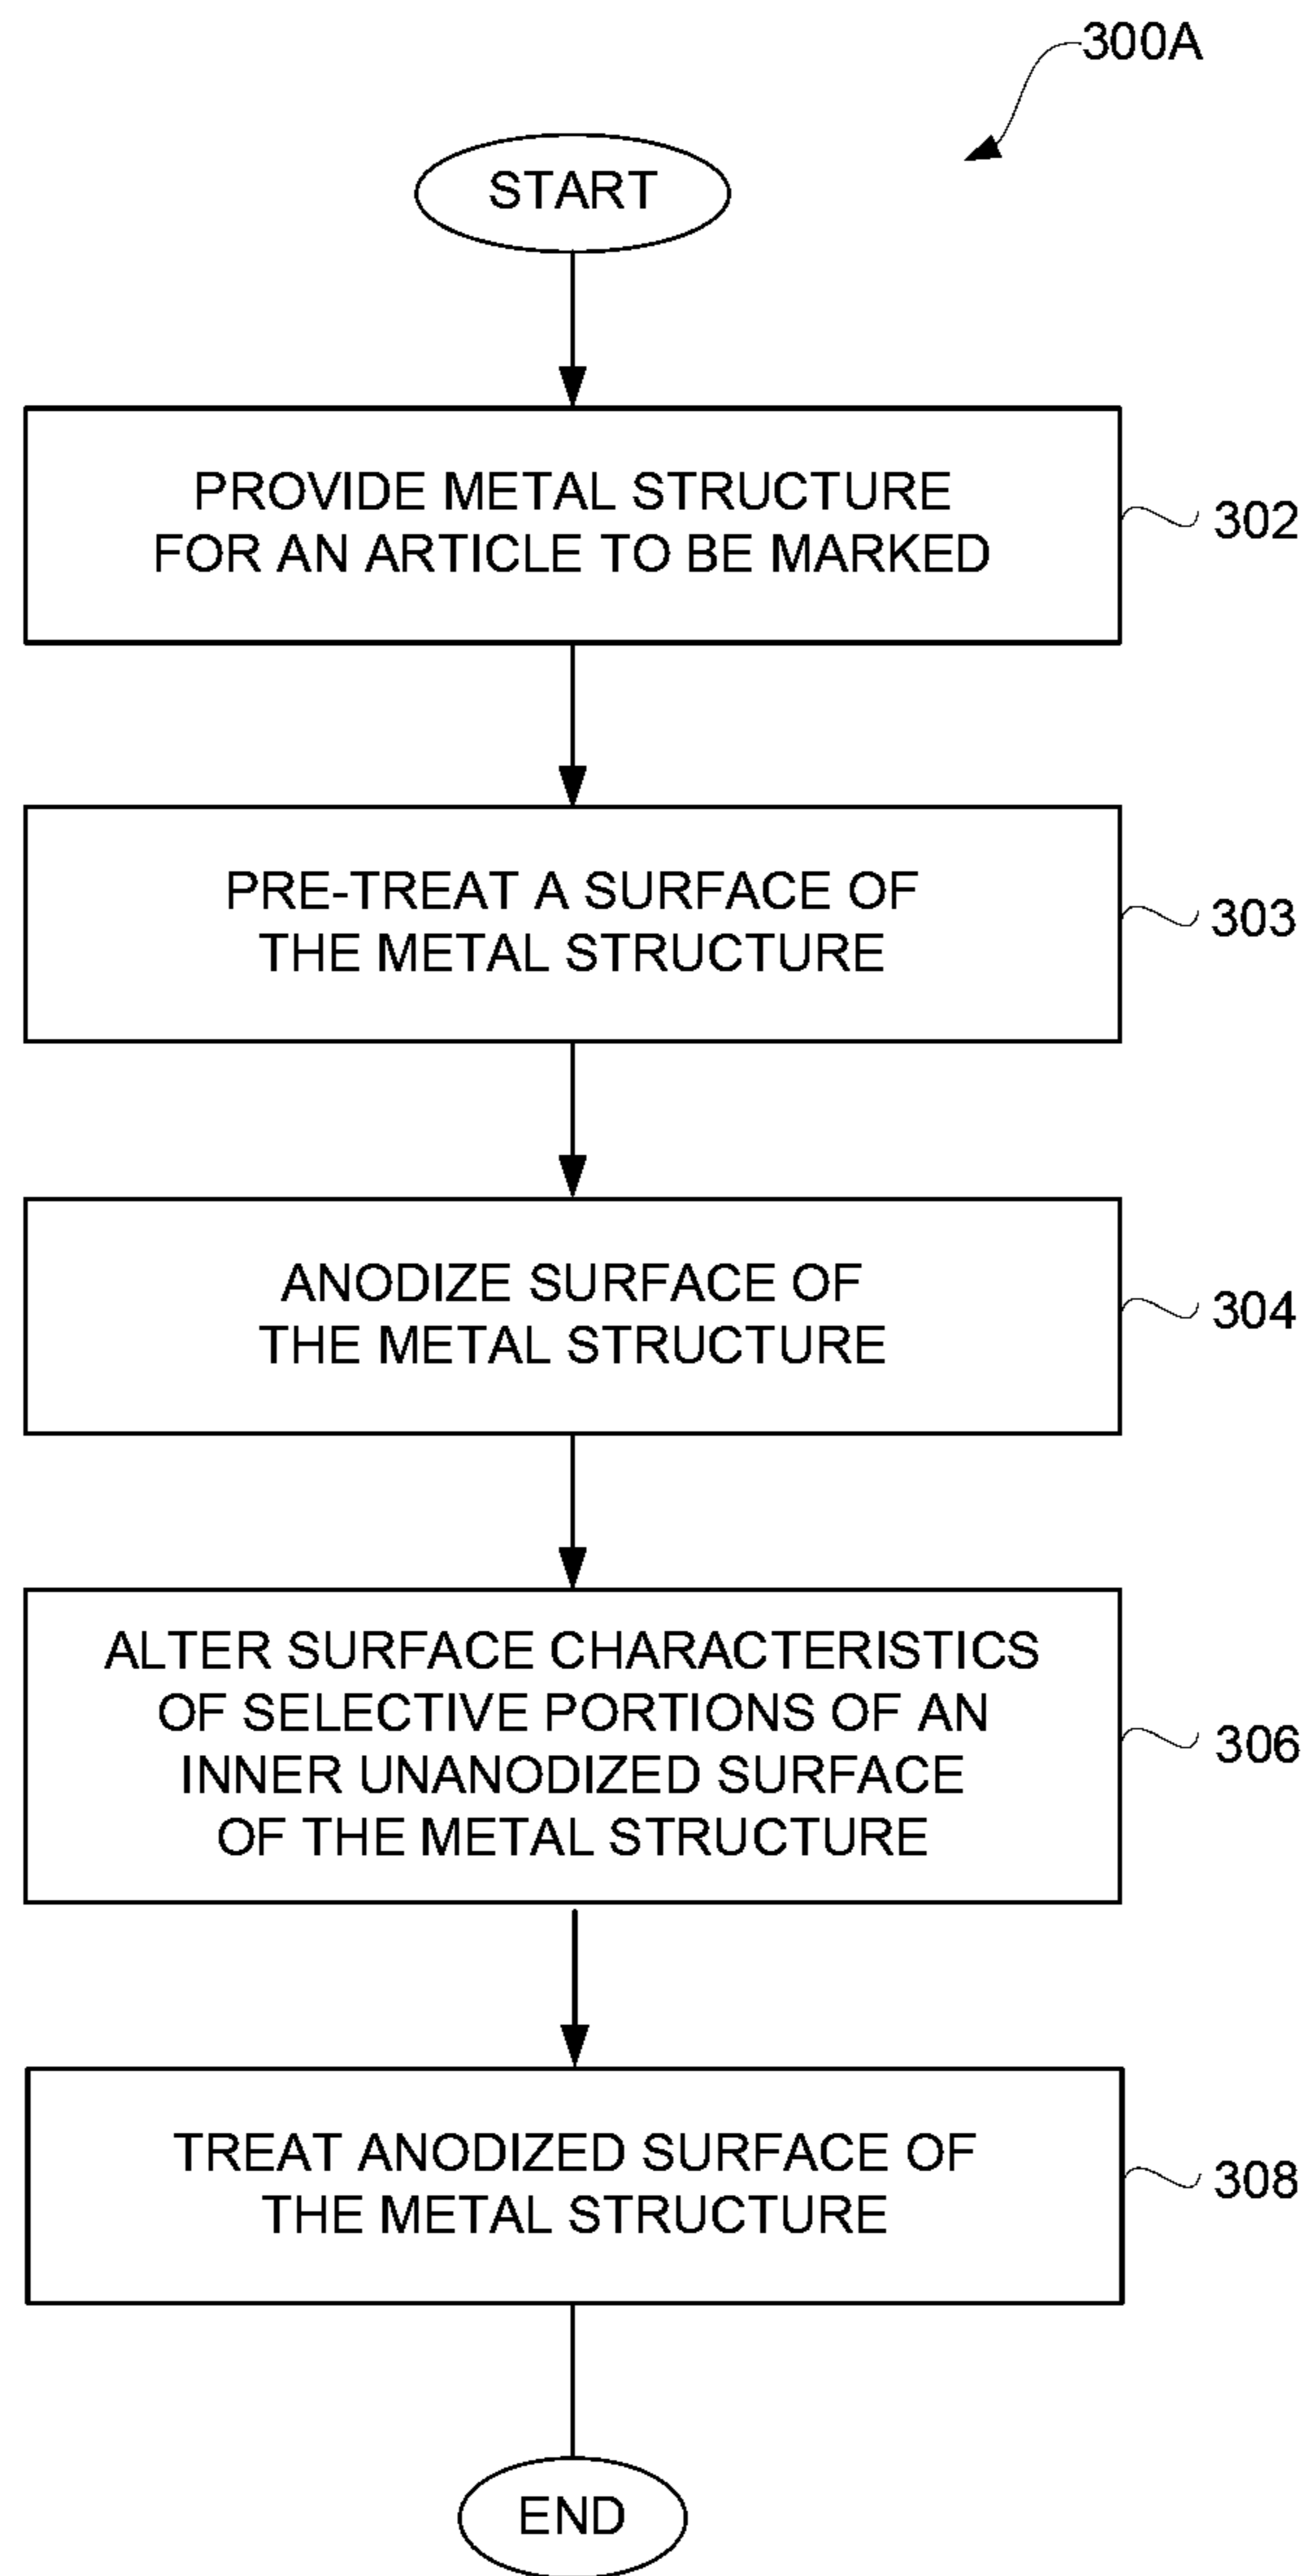 300A
START
PROVIDE METAL STRUCTURE
FOR AN ARTICLE TO BE MARKED
302
PRE-TREAT A SURFACE OF
THE METAL STRUCTURE
303
ANODIZE SURFACE OF
THE METAL STRUCTURE
304
ALTER SURFACE CHARACTERISTICS
OF SELECTIVE PORTIONS OF AN
INNER UNANODIZED SURFACE
OF THE METAL STRUCTURE
306
TREAT ANODIZED SURFACE OF
THE METAL STRUCTURE
308
END